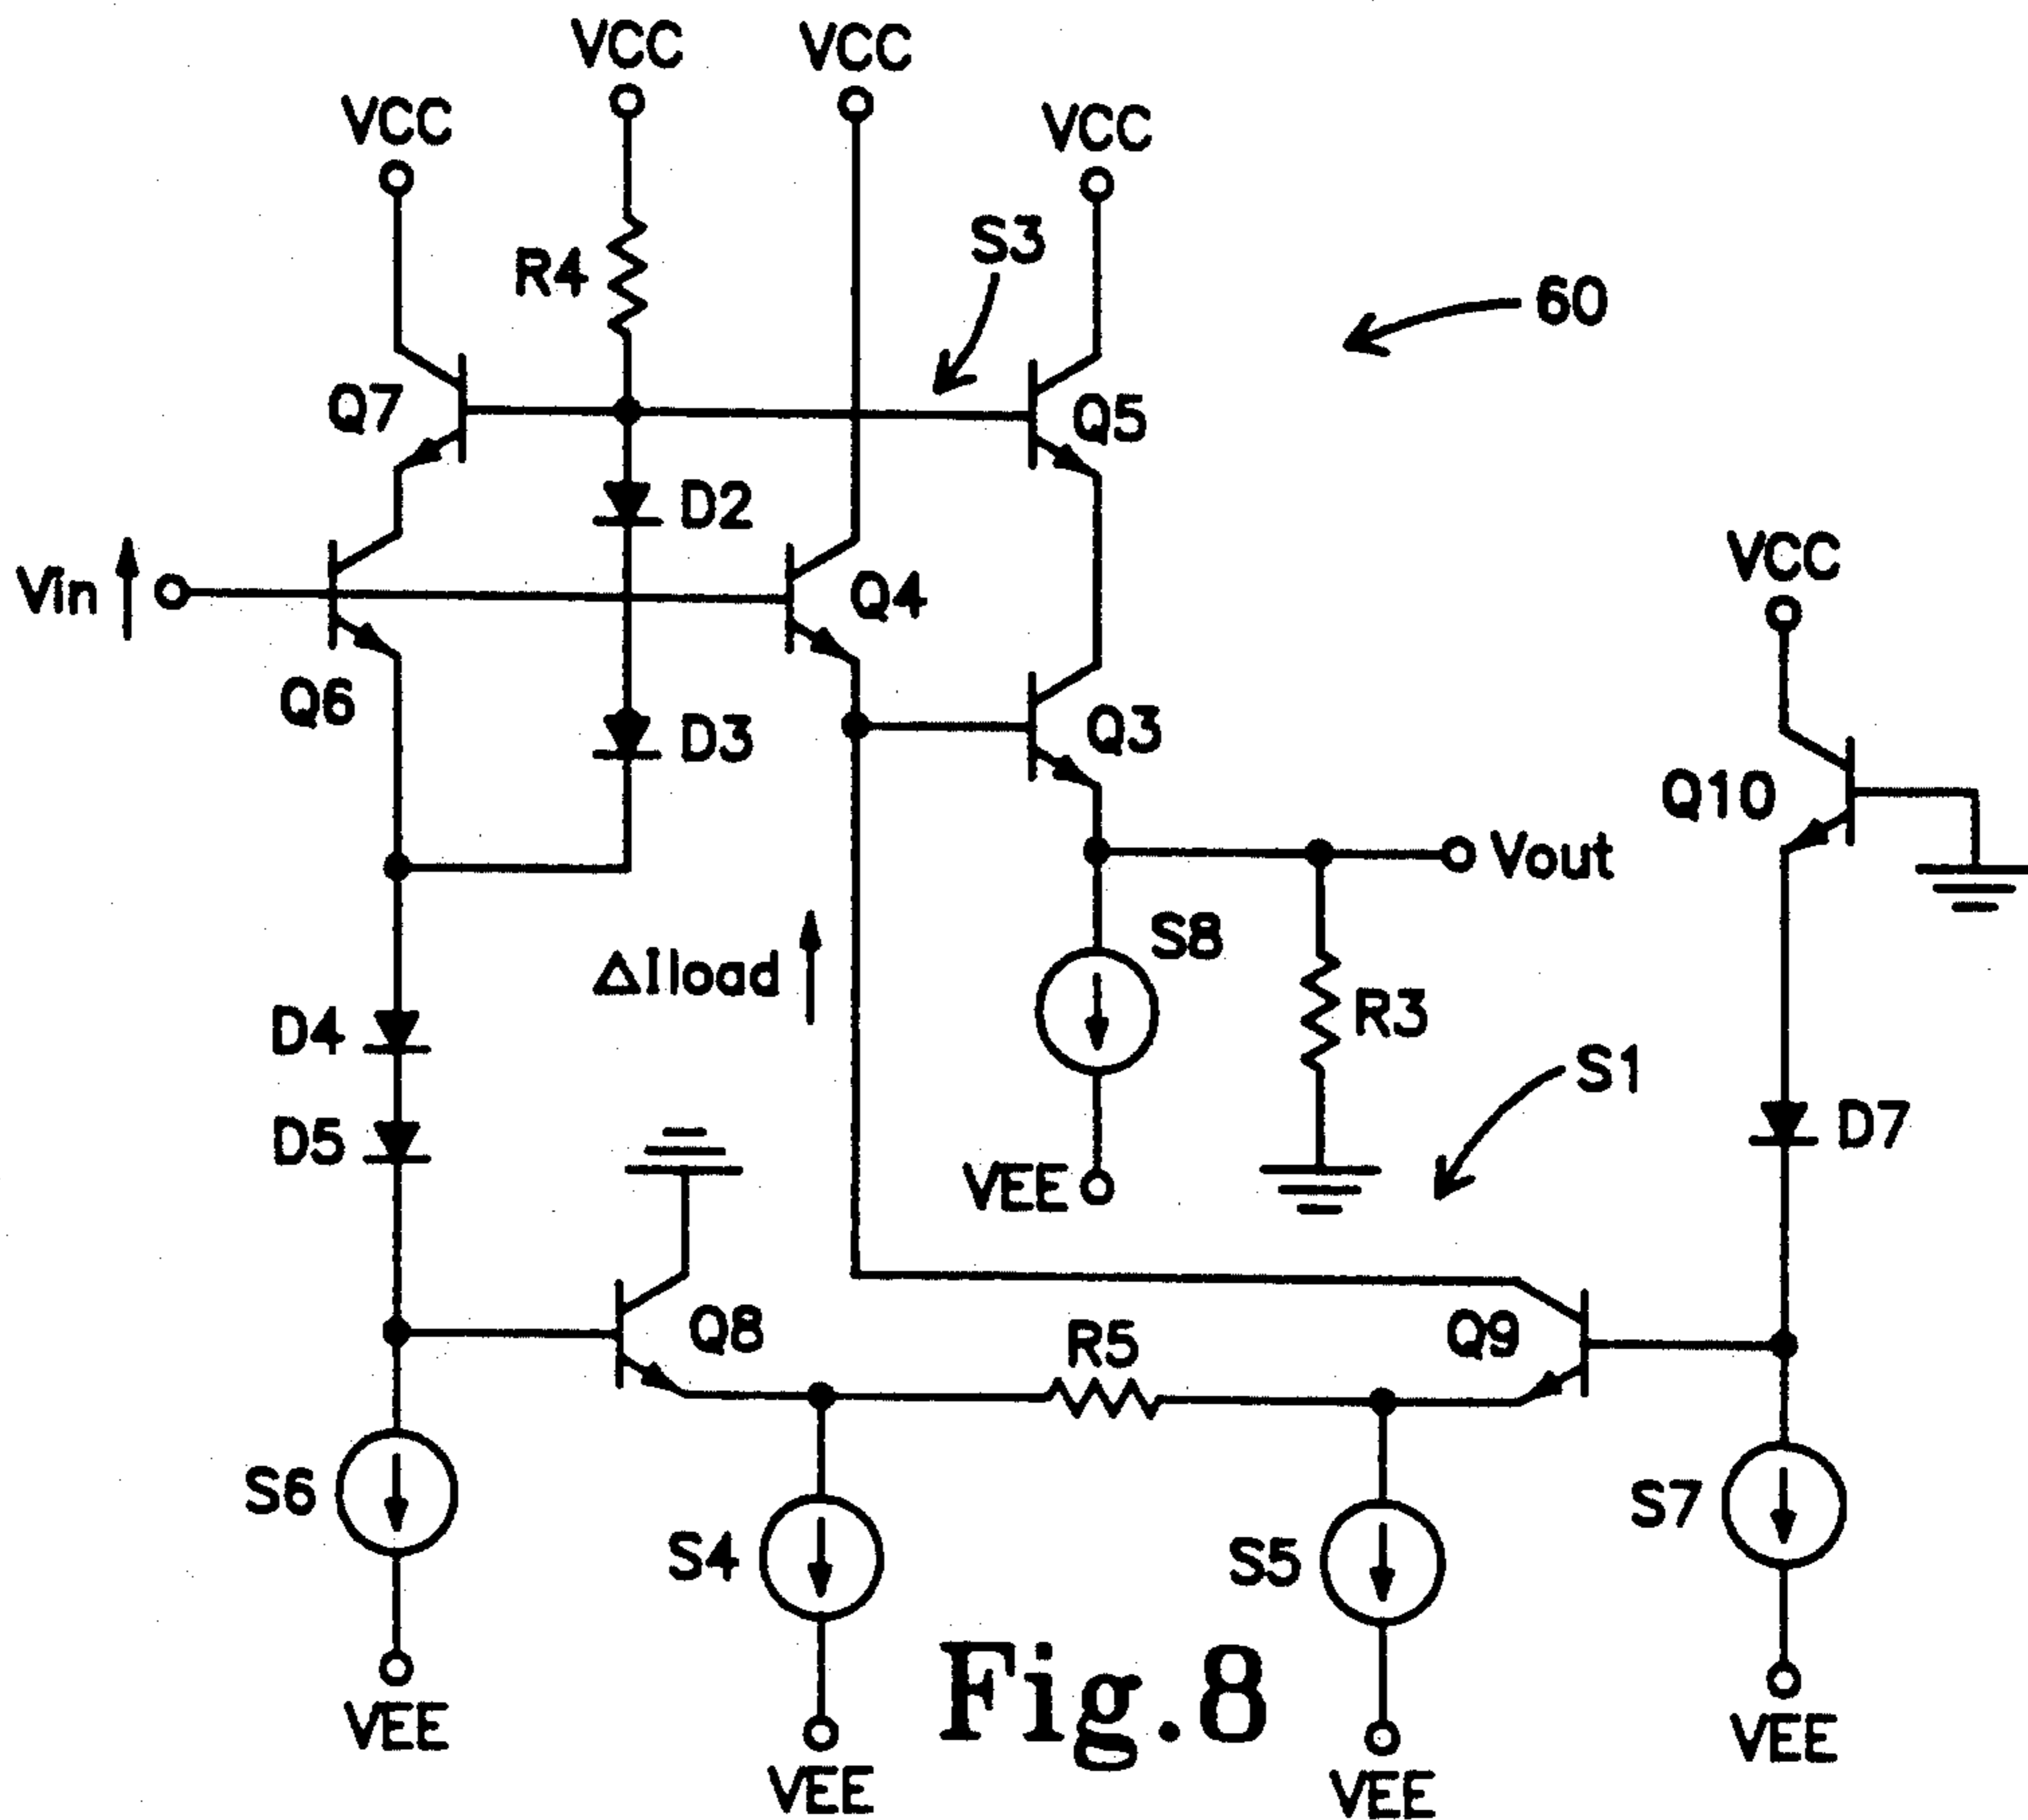 VCC
VCC
VCC
VCC
S3
R4
60
Q7
Q5
D2
VCC
Vin
Q4
Q6
D3
Q3
Q10
Vout
S8
ΔIload
R3
D4
S1
D7
D5
VEE
Q8
R5
Q9
S6
S4
S5
S7
VEE
VEE
VEE
VEE
Fig.8